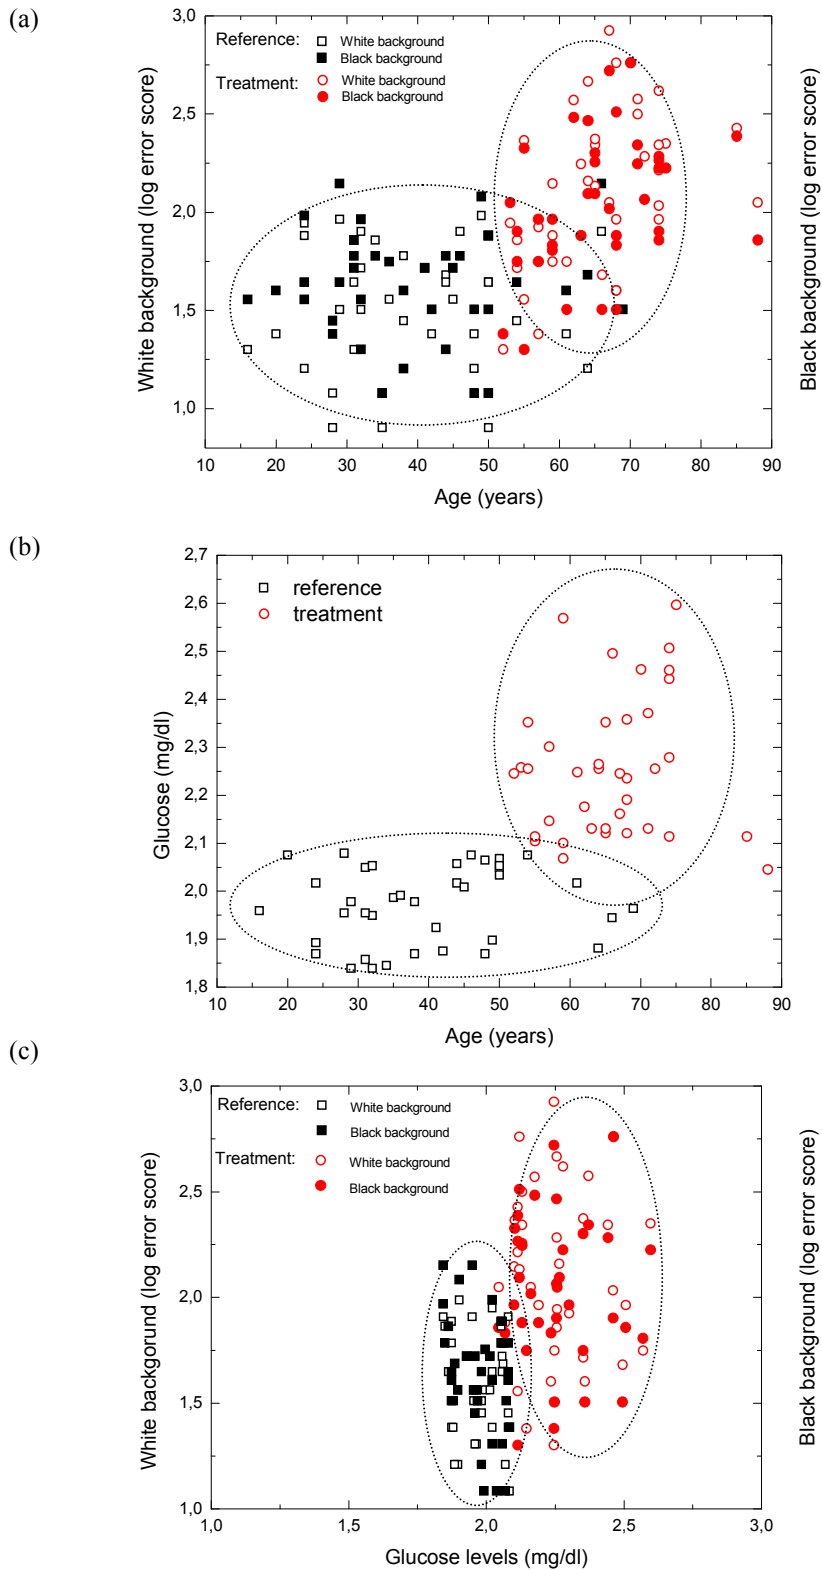 (a)
3,0
Reference: White background
Black background
Treatment: White background
Black background
2,5
2,0
1,5
1,0
White background (log error score)
Black background (log error score)
10 20 30 40 50 60 70 80 90
Age (years)
(b)
2,7
reference
treatment
2,6
2,5
2,4
2,3
2,2
2,1
2,0
1,9
1,8
Glucose (mg/dl)
10 20 30 40 50 60 70 80 90
Age (years)
(c)
3,0
Reference: White background
Black background
Treatment: White background
Black background
2,5
2,0
1,5
1,0
White backgorund (log error score)
Black background (log error score)
1,0 1,5 2,0 2,5 3,0
Glucose levels (mg/dl)